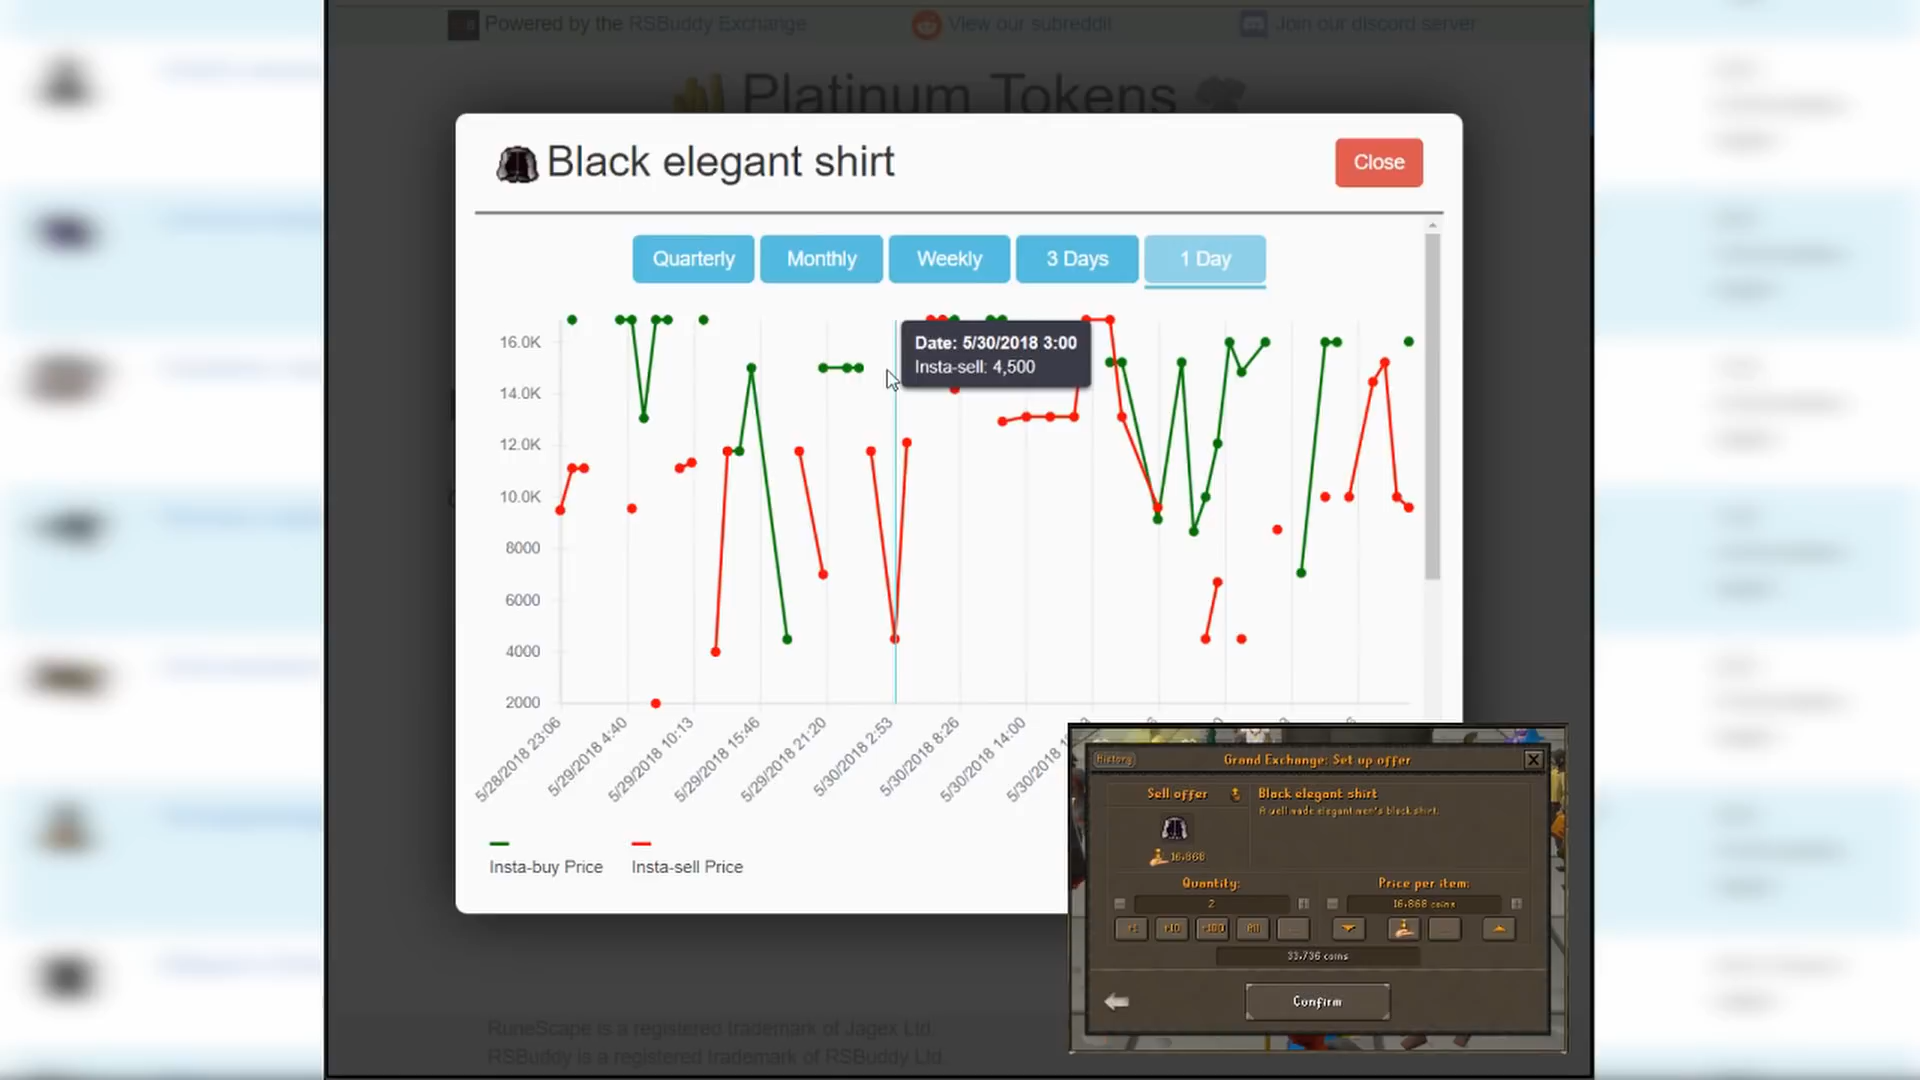 Powered by the RSBuddy Exchange
View our subreddit
Join our discord server
Platinum Tokens
Black elegant shirt
Close
Quarterly
Monthly
Weekly
3 Days
1 Day
Date: 5/30/2018 3:00
Insta-sell: 4,500
16.0K
14.0K
12.0K
10.0K
8000
6000
4000
2000
5/28/2018 23:06
5/29/2018 4:40
5/29/2018 10:13
5/29/2018 15:46
5/29/2018 21:20
5/30/2018 2:53
5/30/2018 8:26
5/30/2018 14:00
5/30/2018
Insta-buy Price
Insta-sell Price
History
Grand Exchange: Set up offer
Sell offer
Black elegant shirt
A well made elegant men's black shirt.
16,868
Quantity:
Price per item:
2
16,868 coins
+1
+10
+100
All
...
...
33,736 coins
Confirm
RuneScape is a registered trademark of Jagex Ltd.
RSBuddy is a registered trademark of RSBuddy Ltd.